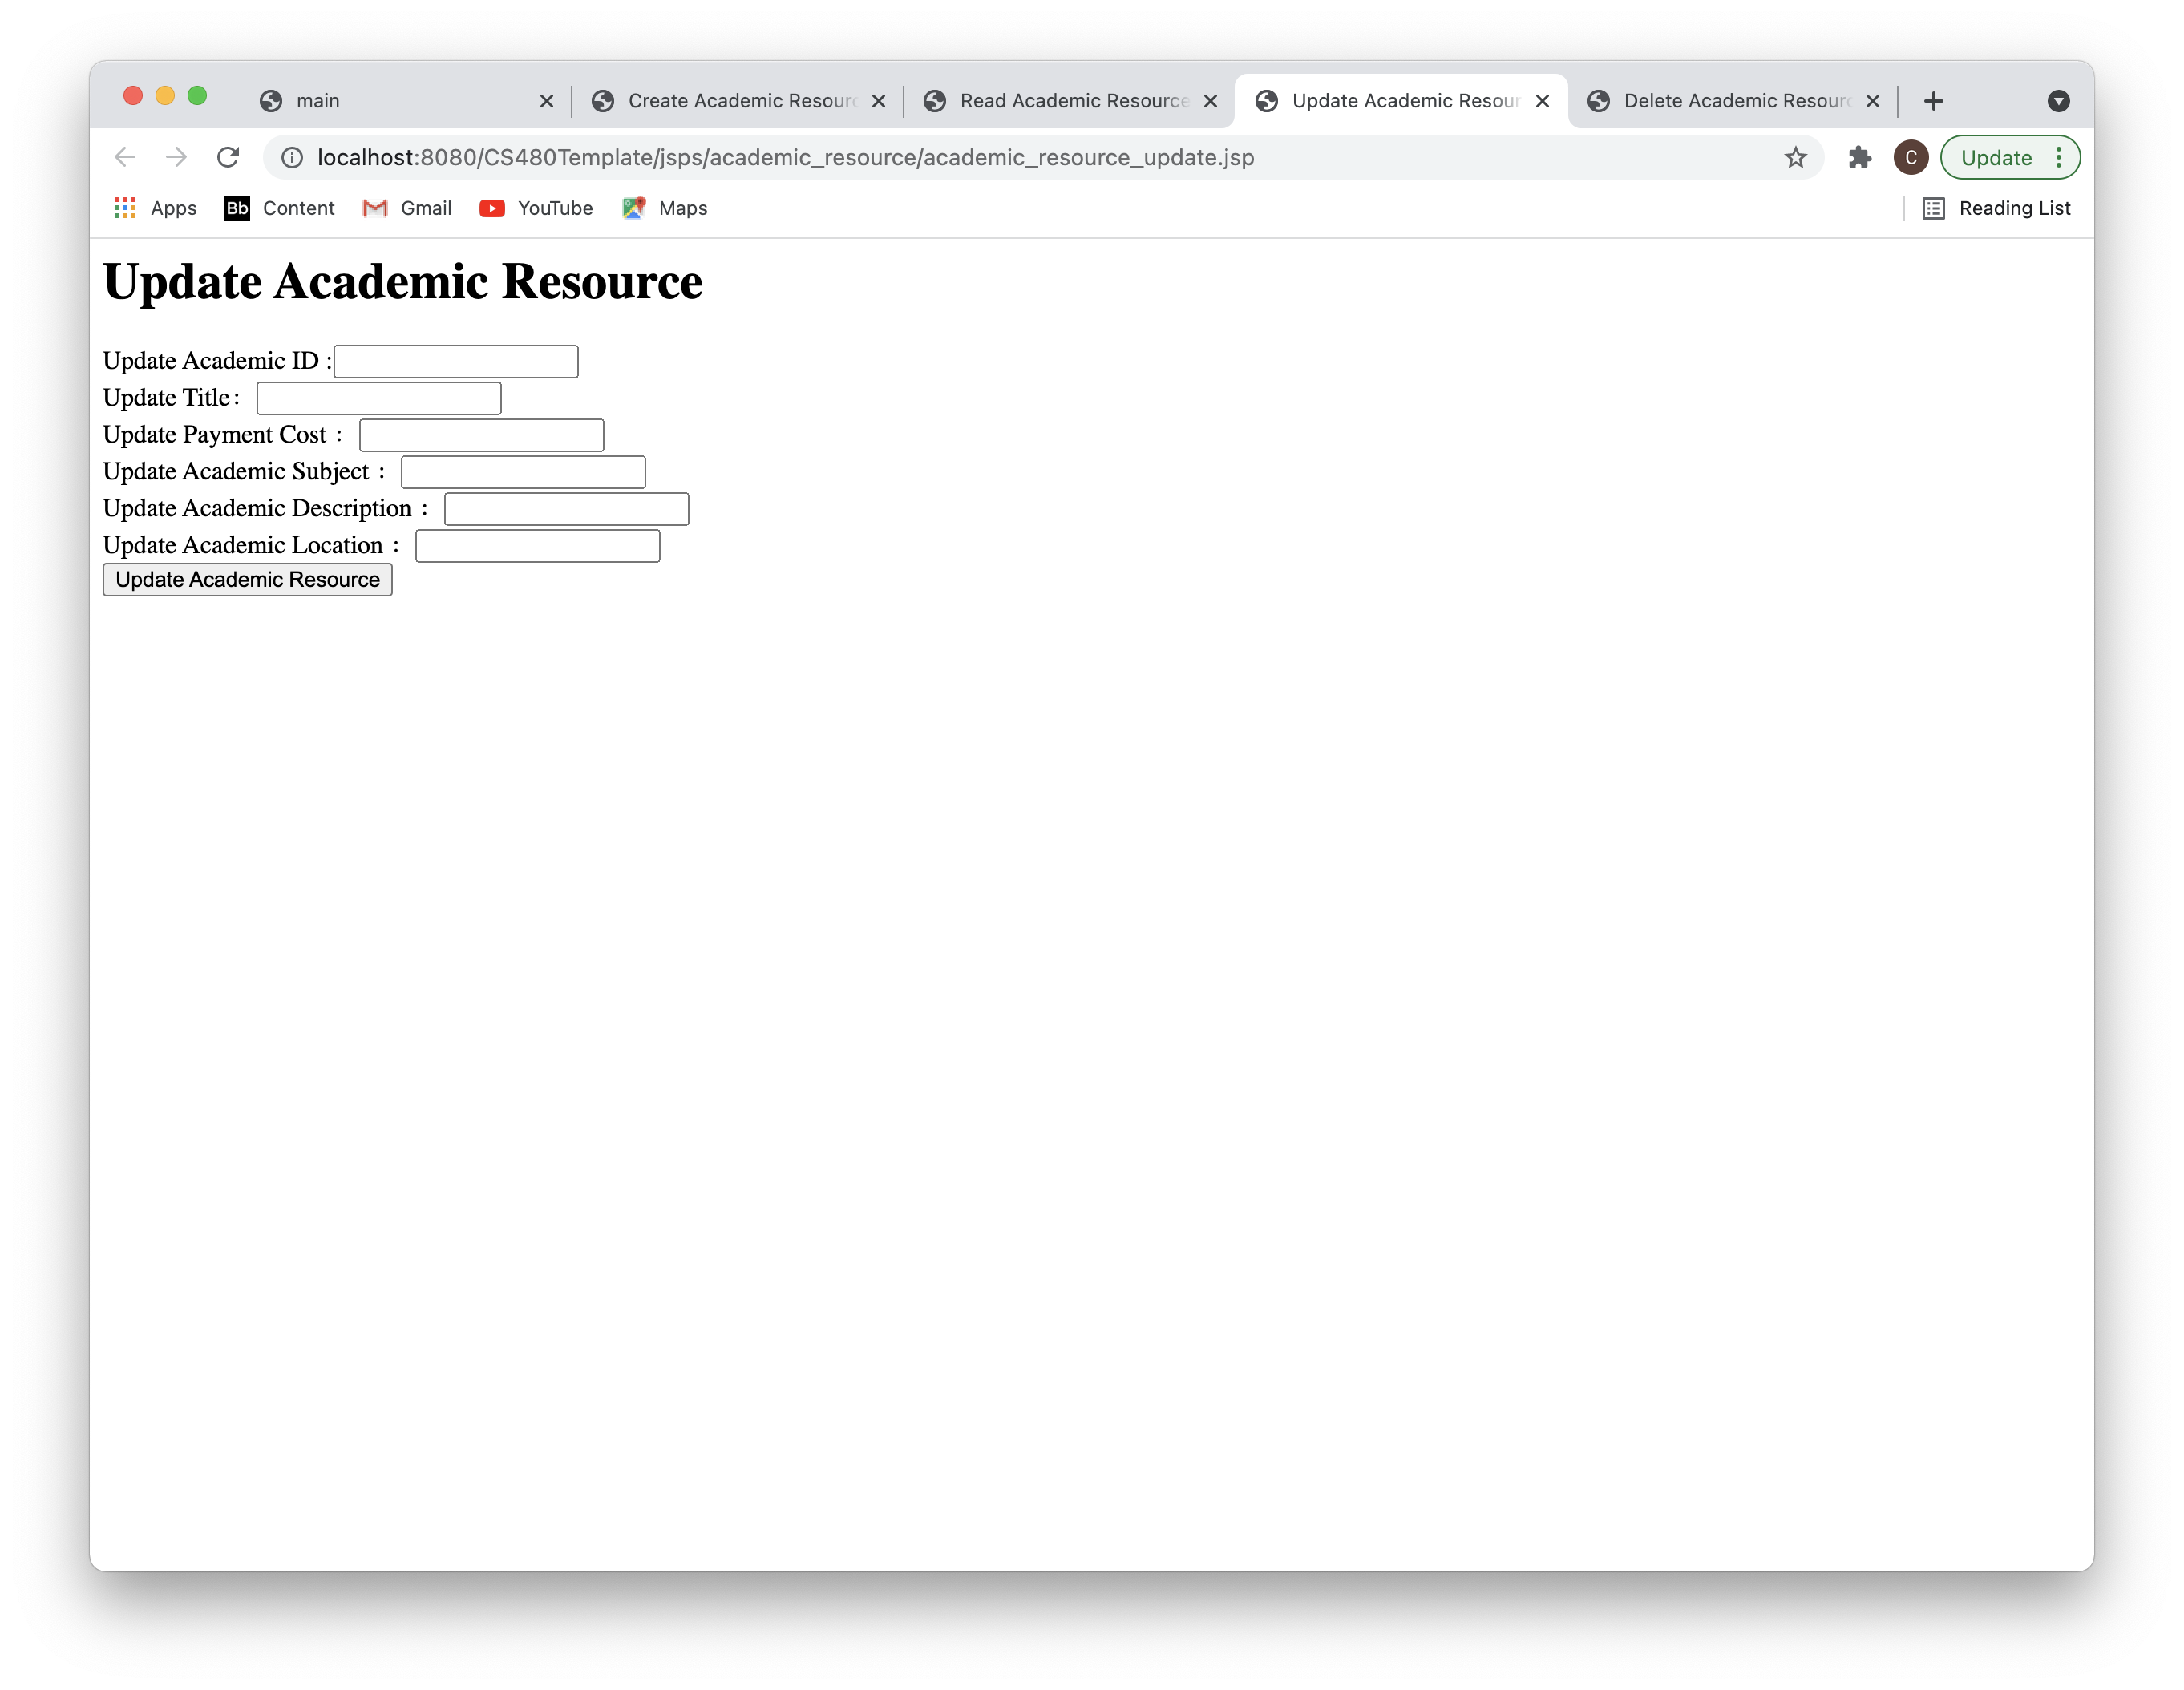 main
Create Academic Resourc
Read Academic Resource
Update Academic Resour
Delete Academic Resourc
localhost:8080/CS480Template/jsps/academic_resource/academic_resource_update.jsp
C
Update
Apps
Bb Content
Gmail
YouTube
Maps
Reading List
Update Academic Resource
Update Academic ID :
Update Title :
Update Payment Cost :
Update Academic Subject :
Update Academic Description :
Update Academic Location :
Update Academic Resource